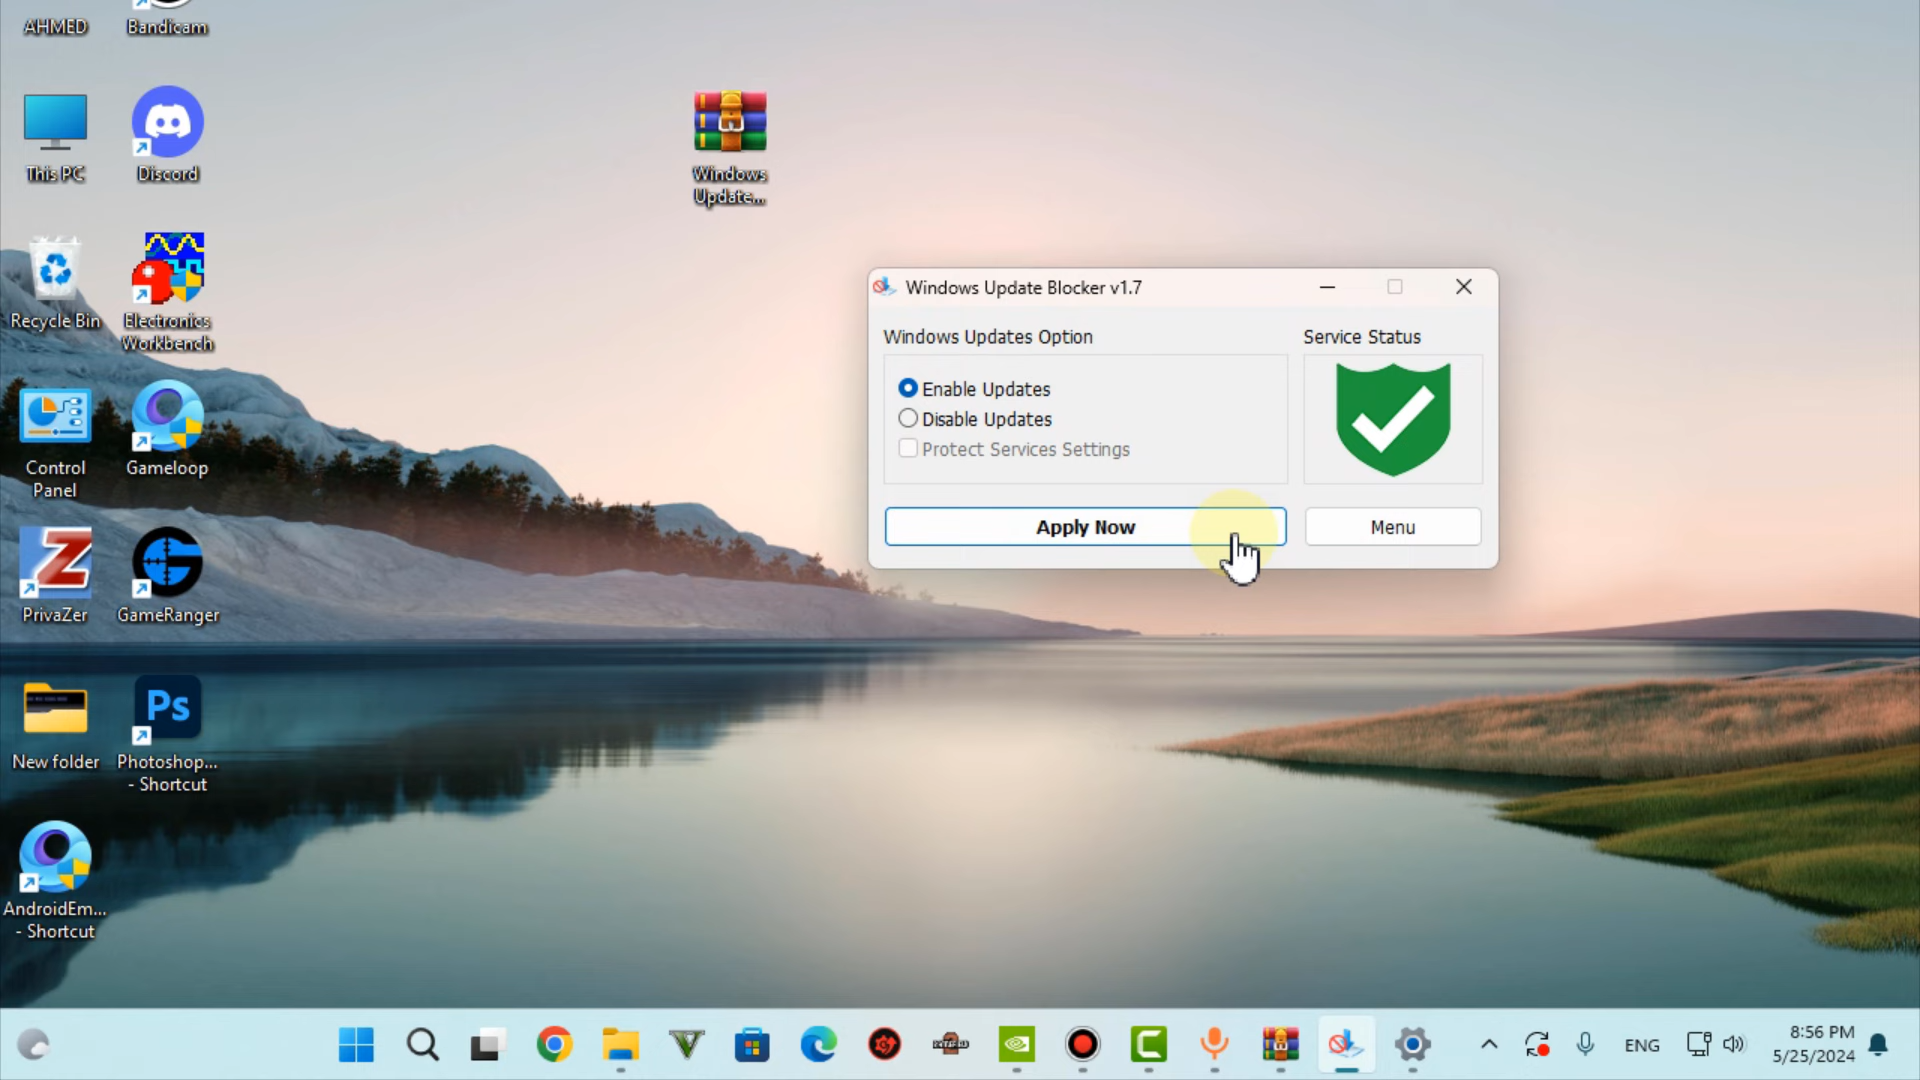 AHMED
Bandicam
This PC
Discord
Windows
Update...
Recycle Bin
Electronics
Workbench
Control
Panel
Gameloop
PrivaZer
GameRanger
New folder
Photoshop...
- Shortcut
Ps
AndroidEm...
- Shortcut
Windows Update Blocker v1.7
Windows Updates Option
Service Status
Enable Updates
Disable Updates
Protect Services Settings
Apply Now
Menu
ENG
8:56 PM
5/25/2024